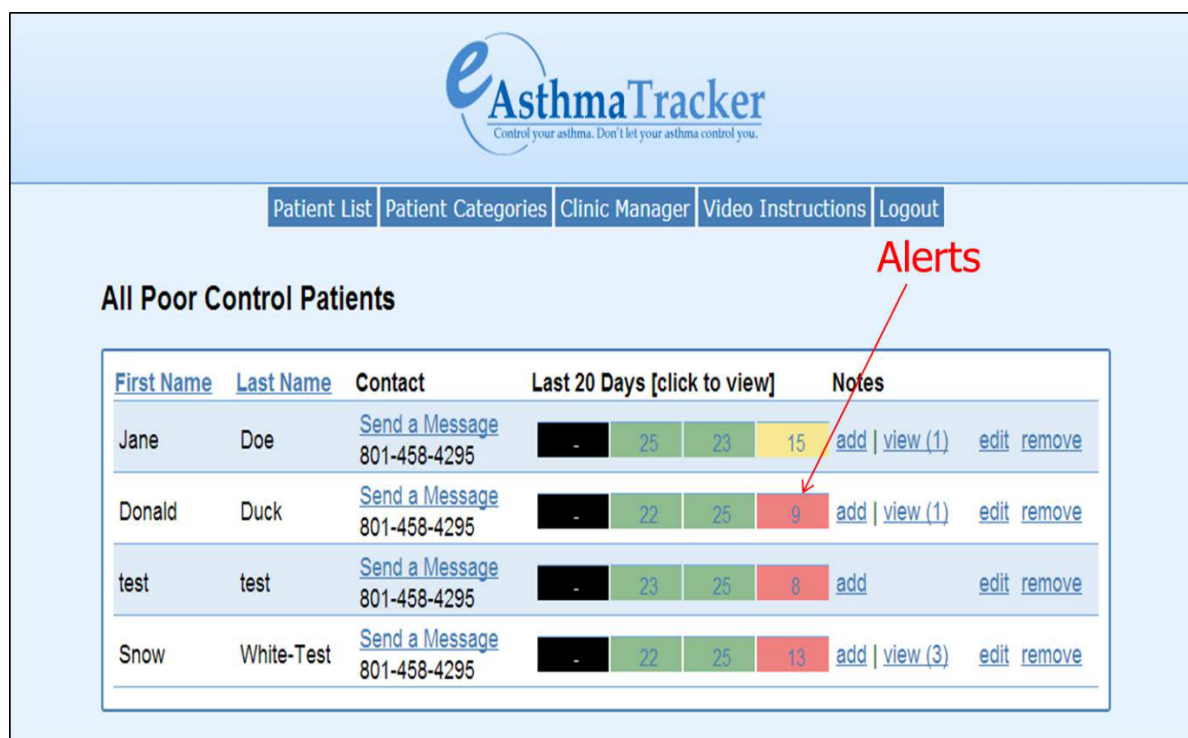 eAsthmaTracker
Control your asthma. Don't let your asthma control you.
Patient List Patient Categories Clinic Manager Video Instructions Logout
Alerts
All Poor Control Patients
First Name Last Name Contact Last 20 Days [click to view] Notes
Jane Doe Send a Message 801-458-4295 - 25 23 15 add | view (1) edit remove
Donald Duck Send a Message 801-458-4295 - 22 25 9 add | view (1) edit remove
test test Send a Message 801-458-4295 - 23 25 8 add edit remove
Snow White-Test Send a Message 801-458-4295 - 22 25 13 add | view (3) edit remove